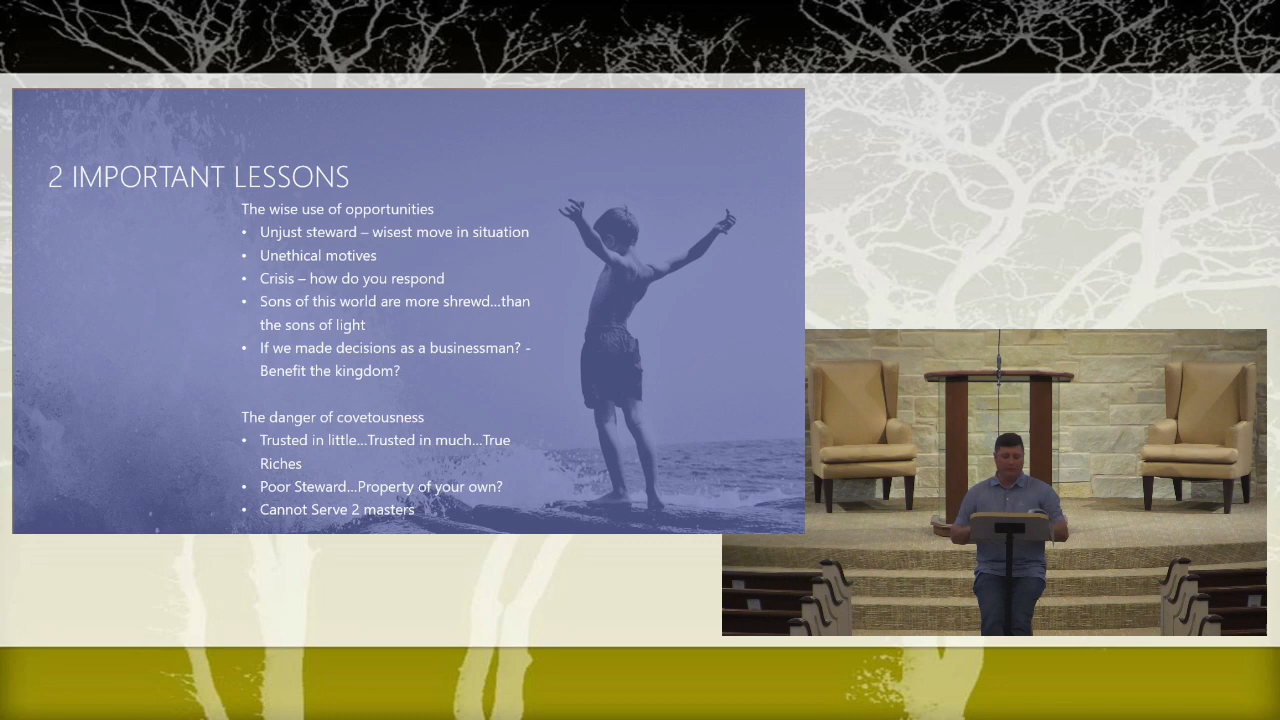 2 IMPORTANT LESSONS
The wise use of opportunities
• Unjust steward – wisest move in situation
• Unethical motives
• Crisis – how do you respond
• Sons of this world are more shrewd...than
the sons of light
• If we made decisions as a businessman? -
Benefit the kingdom?
The danger of covetousness
• Trusted in little...Trusted in much...True
Riches
• Poor Steward...Property of your own?
• Cannot Serve 2 masters